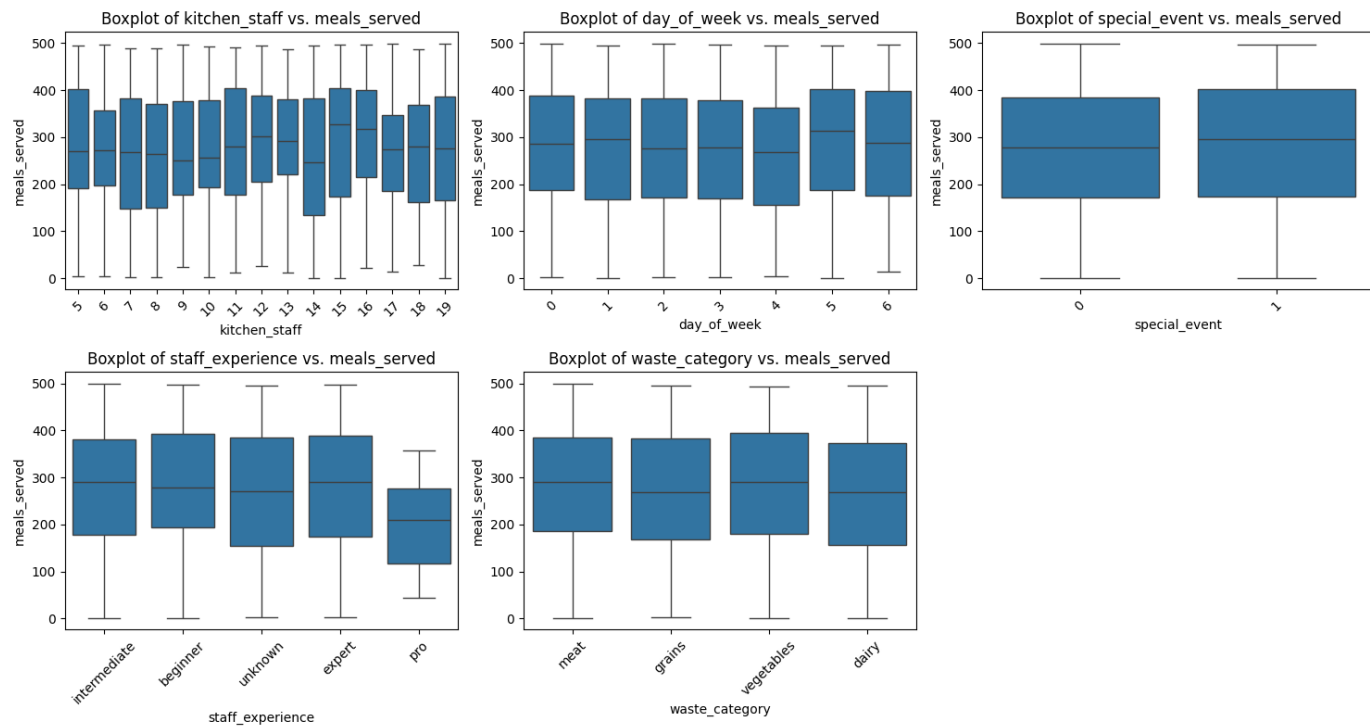 Boxplot of kitchen_staff vs. meals_served
meals_served
500
400
300
200
100
0
5 6 7 8 9 10 11 12 13 14 15 16 17 18 19
kitchen_staff
Boxplot of day_of_week vs. meals_served
meals_served
500
400
300
200
100
0
0 1 2 3 4 5 6
day_of_week
Boxplot of special_event vs. meals_served
meals_served
500
400
300
200
100
0
0 1
special_event
Boxplot of staff_experience vs. meals_served
meals_served
500
400
300
200
100
0
intermediate beginner unknown expert pro
staff_experience
Boxplot of waste_category vs. meals_served
meals_served
500
400
300
200
100
0
meat grains vegetables dairy
waste_category